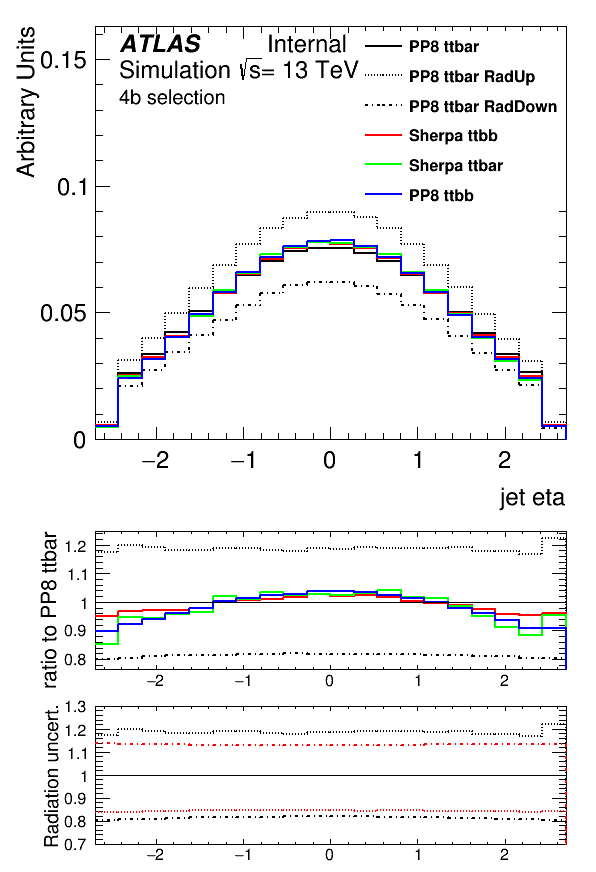 Arbitrary Units
ATLAS Internal
Simulation √s= 13 TeV
4b selection
PP8 ttbar
PP8 ttbar RadUp
PP8 ttbar RadDown
Sherpa ttbb
Sherpa ttbar
PP8 ttbb
0.15
0.1
0.05
0
−2 −1 0 1 2
jet eta
ratio to PP8 ttbar
1.2
1.1
1
0.9
0.8
−2 −1 0 1 2
Radiation uncert.
1.3
1.2
1.1
1
0.9
0.8
0.7
−2 −1 0 1 2